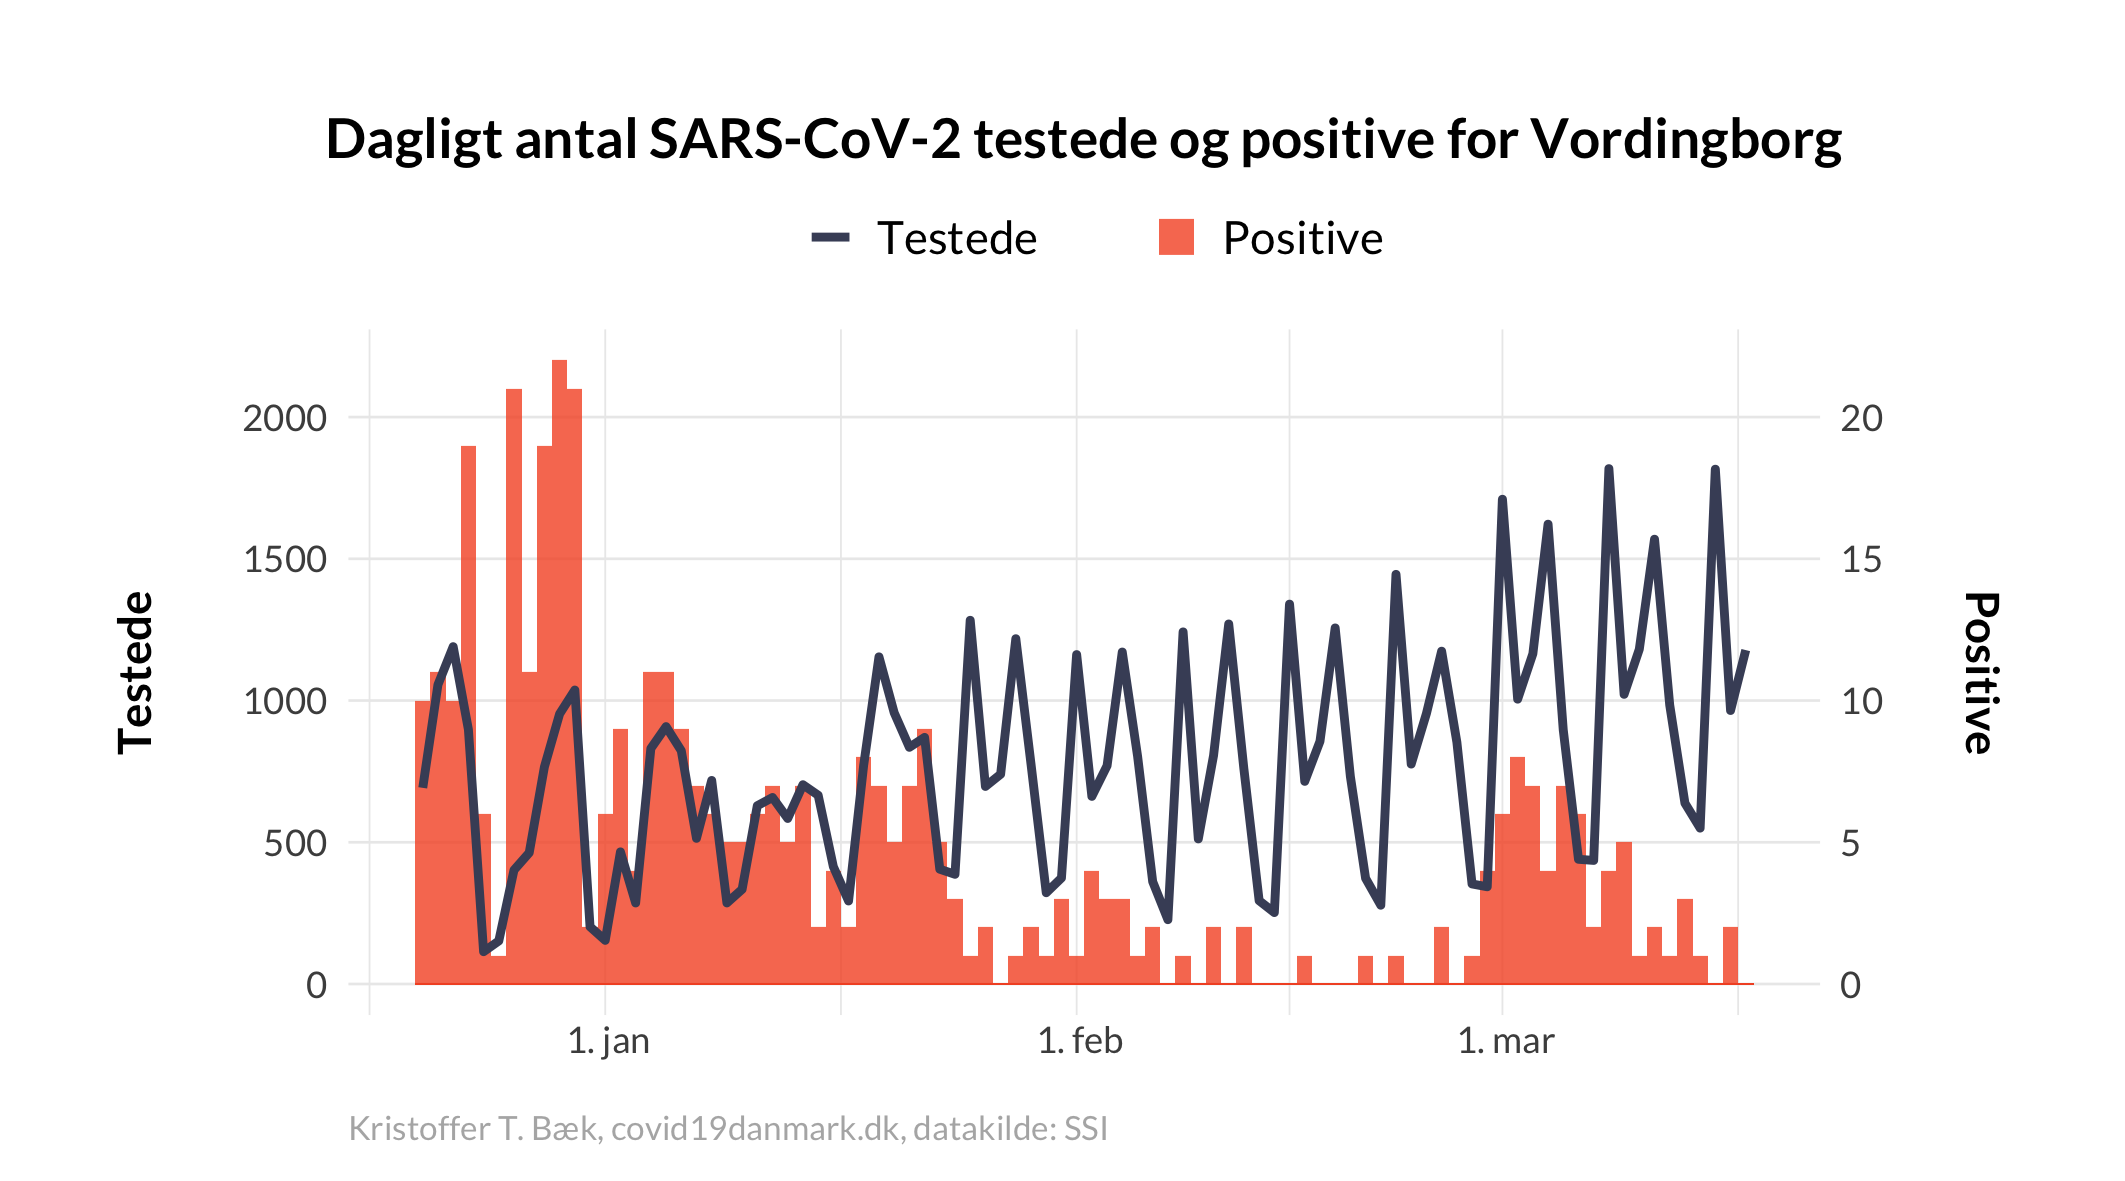 Dagligt antal SARS-CoV-2 testede og positive for Vordingborg
Testede
Positive
2000
1500
1000
500
0
Testede
20
15
10
5
0
Positive
1. jan
1. feb
1. mar
Kristoffer T. Bæk, covid19danmark.dk, datakilde: SSI